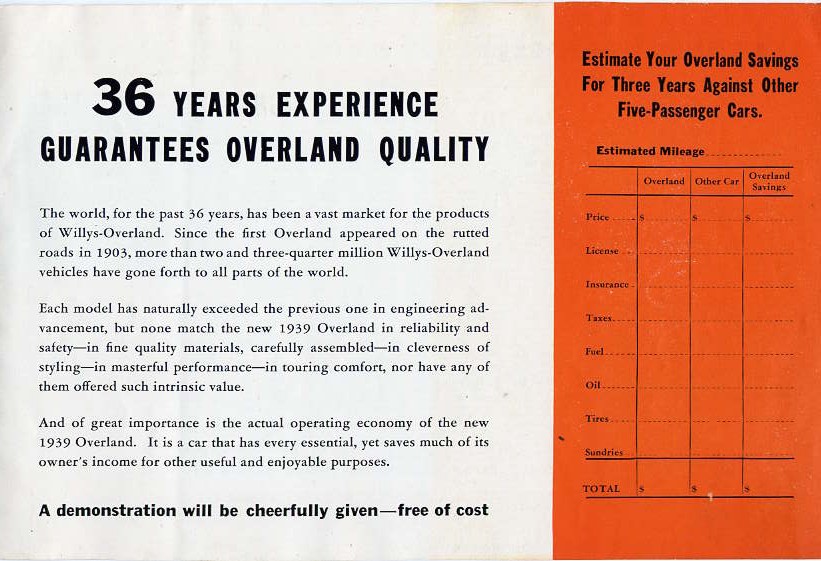 36 YEARS EXPERIENCE
GUARANTEES OVERLAND QUALITY
The world, for the past 36 years, has been a vast market for the products
of Willys-Overland. Since the first Overland appeared on the rutted
roads in 1903, more than two and three-quarter million Willys-Overland
vehicles have gone forth to all parts of the world.
Each model has naturally exceeded the previous one in engineering ad-
vancement, but none match the new 1939 Overland in reliability and
safety—in fine quality materials, carefully assembled—in cleverness of
styling—in masterful performance—in touring comfort, nor have any of
them offered such intrinsic value.
And of great importance is the actual operating economy of the new
1939 Overland. It is a car that has every essential, yet saves much of its
owner's income for other useful and enjoyable purposes.
A demonstration will be cheerfully given—free of cost
Estimate Your Overland Savings
For Three Years Against Other
Five-Passenger Cars.
Estimated Mileage
Overland Other Car Overland Savings
Price $ $ $
License
Insurance
Taxes
Fuel
Oil
Tires
Sundries
TOTAL $ $ $